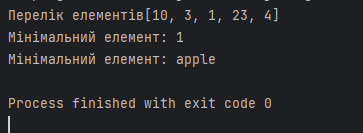 Перелік елементів[10, 3, 1, 23, 4]
Мінімальний елемент: 1
Мінімальний елемент: apple
Process finished with exit code 0